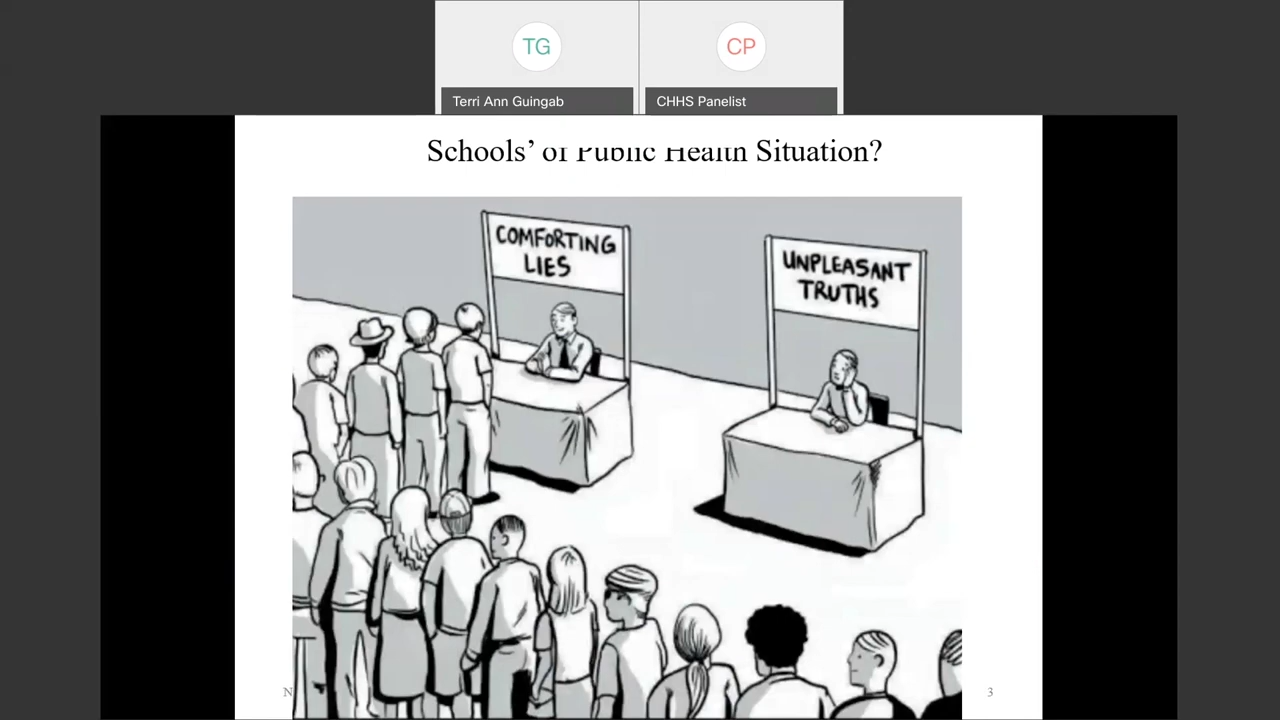 TG
CP
Terri Ann Guingab
CHHS Panelist
Schools’ of Public Health Situation?
COMFORTING
LIES
UNPLEASANT
TRUTHS
N
3